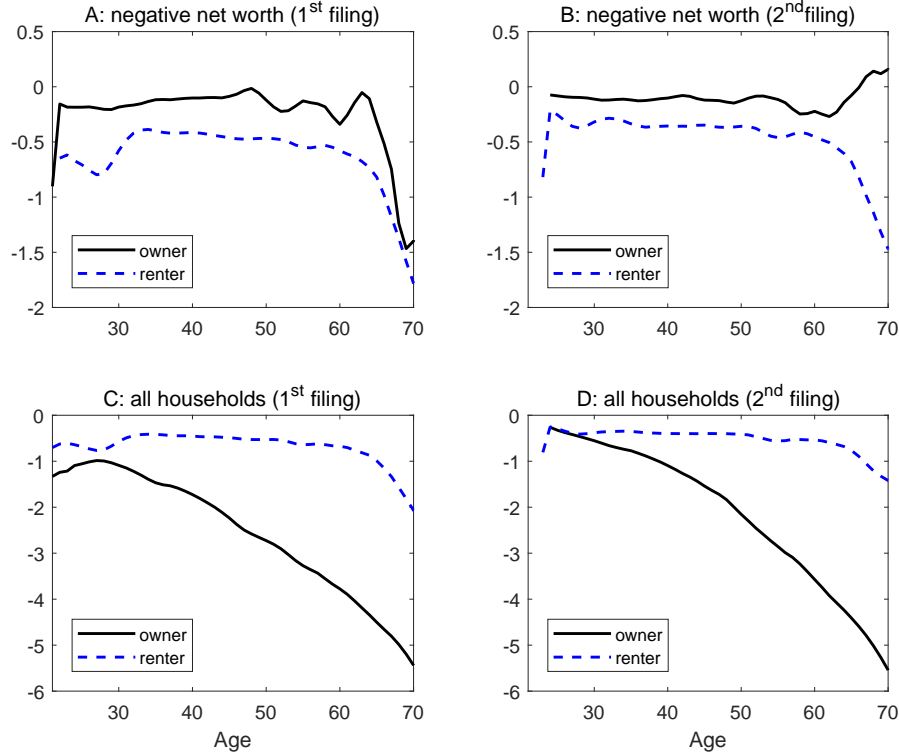 A: negative net worth (1st filing)
0.5
0
-0.5
-1
-1.5
-2
owner
renter
30 40 50 60 70
B: negative net worth (2ndfiling)
0.5
0
-0.5
-1
-1.5
-2
owner
renter
30 40 50 60 70
C: all households (1st filing)
0
-1
-2
-3
-4
-5
-6
owner
renter
30 40 50 60 70
Age
D: all households (2nd filing)
0
-1
-2
-3
-4
-5
-6
owner
renter
30 40 50 60 70
Age